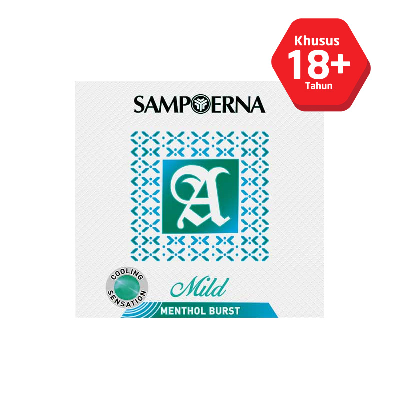 Khusus
18+
Tahun
SAMPOERNA
A
COOLING
SENSATION
Mild
MENTHOL BURST